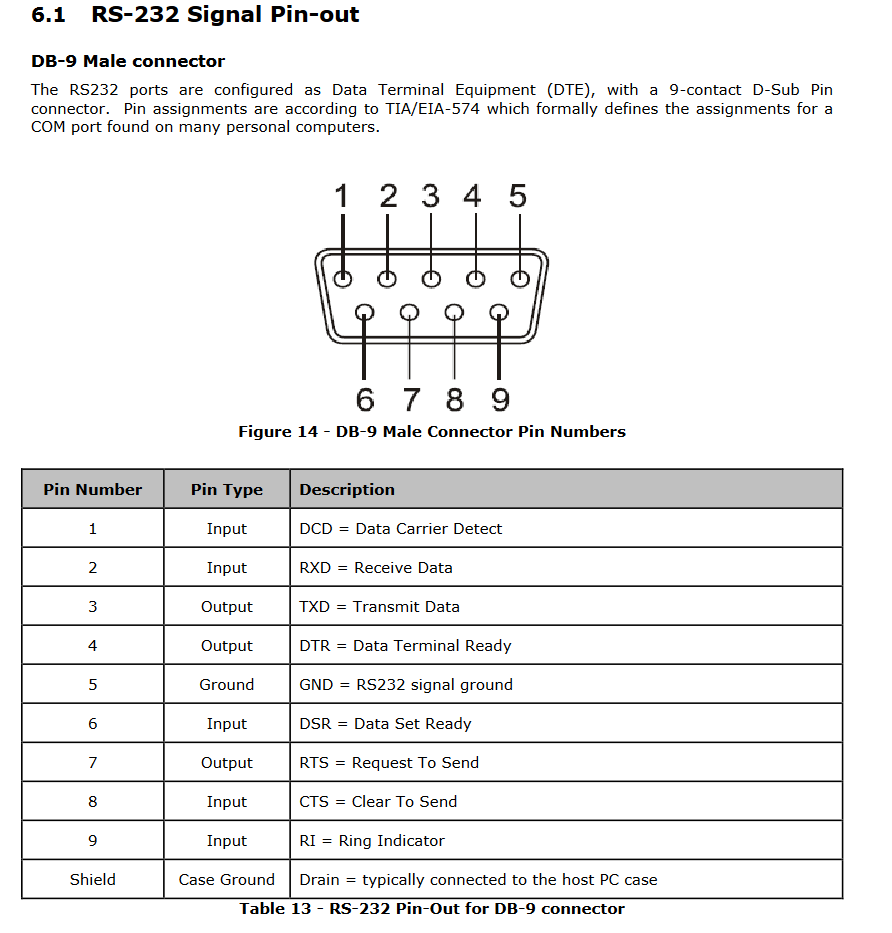 6.1 RS-232 Signal Pin-out
DB-9 Male connector
The RS232 ports are configured as Data Terminal Equipment (DTE), with a 9-contact D-Sub Pin
connector. Pin assignments are according to TIA/EIA-574 which formally defines the assignments for a
COM port found on many personal computers.
1 2 3 4 5
6 7 8 9
Figure 14 - DB-9 Male Connector Pin Numbers
Pin Number Pin Type Description
1 Input DCD = Data Carrier Detect
2 Input RXD = Receive Data
3 Output TXD = Transmit Data
4 Output DTR = Data Terminal Ready
5 Ground GND = RS232 signal ground
6 Input DSR = Data Set Ready
7 Output RTS = Request To Send
8 Input CTS = Clear To Send
9 Input RI = Ring Indicator
Shield Case Ground Drain = typically connected to the host PC case
Table 13 - RS-232 Pin-Out for DB-9 connector